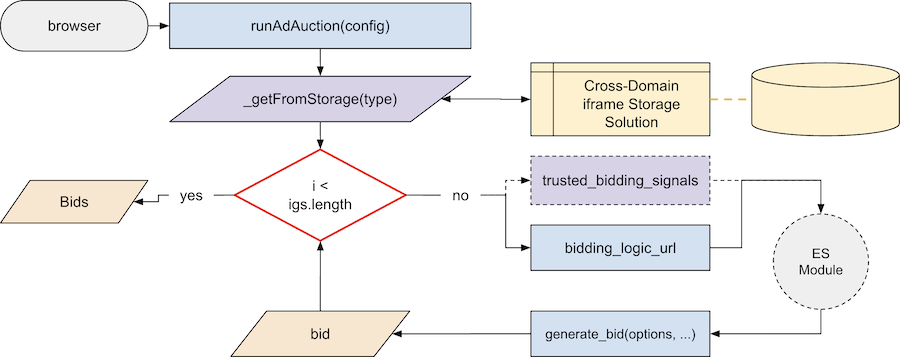 browser
runAdAuction(config)
_getFromStorage(type)
Cross-Domain
iframe Storage
Solution
Bids
yes
i <
igs.length
no
trusted_bidding_signals
bidding_logic_url
ES
Module
bid
generate_bid(options, ...)